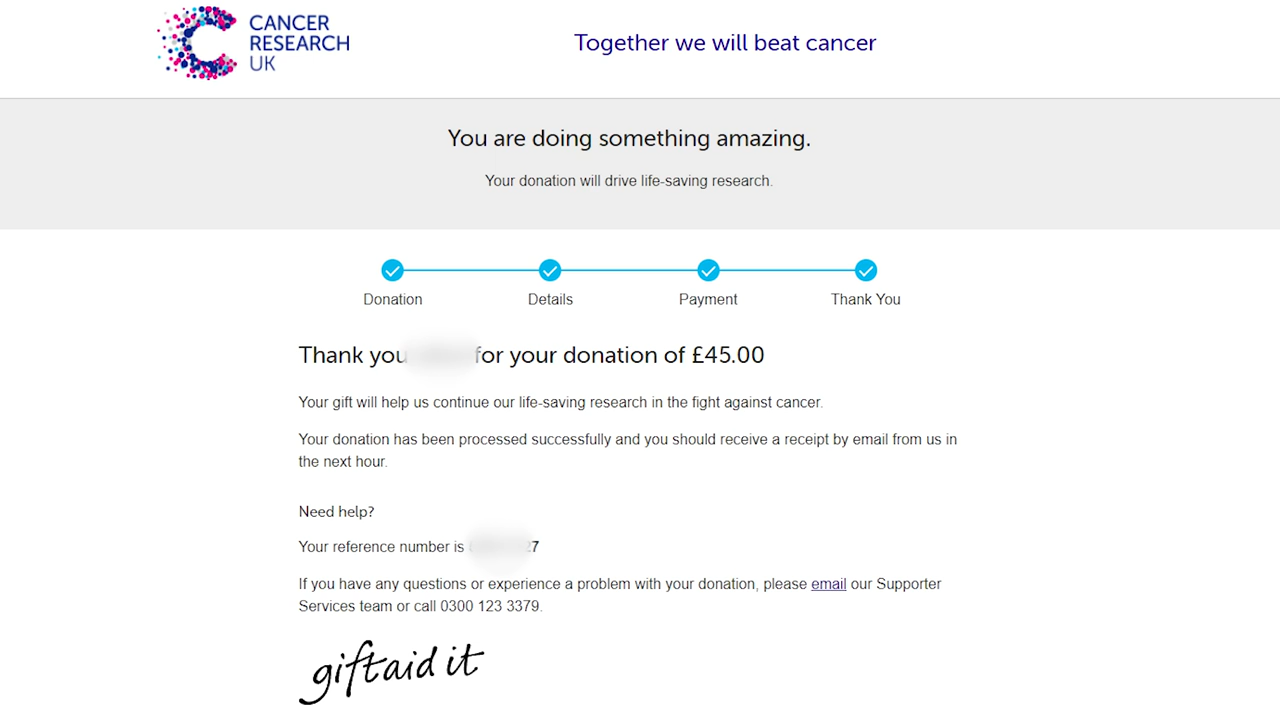 CANCER
RESEARCH
UK
Together we will beat cancer
You are doing something amazing.
Your donation will drive life-saving research.
Donation Details Payment Thank You
Thank you for your donation of £45.00
Your gift will help us continue our life-saving research in the fight against cancer.
Your donation has been processed successfully and you should receive a receipt by email from us in
the next hour.
Need help?
Your reference number is 7
If you have any questions or experience a problem with your donation, please email our Supporter
Services team or call 0300 123 3379.
giftaid it